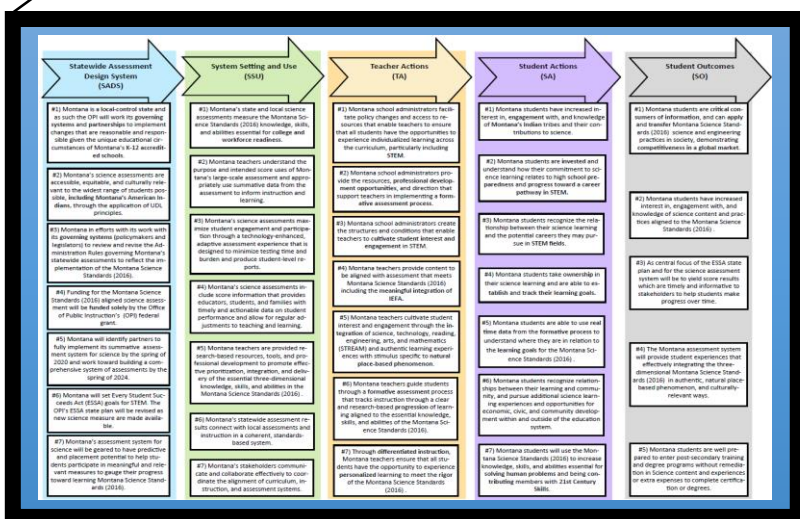 Statewide Assessment
Design System
(SADS)
#1) Montana is a local-control state and
as such the OPI will work its governing
systems and partnerships to implement
changes that are reasonable and respon-
sible given the unique educational cir-
cumstances of Montana's K-12 accredit-
ed schools.
#2) Montana's science assessments are
accessible, equitable, and culturally rele-
vant to the widest range of students pos-
sible, including Montana's American In-
dians, through the application of UDL
principles.
#3) Montana in efforts with its work with
its governing systems (policymakers and
legislators) to review and revise the Ad-
ministration Rules governing Montana's
statewide assessments to reflect the im-
plementation of the Montana Science
Standards (2016).
#4) Funding for the Montana Science
Standards (2016) aligned science assess-
ment will be funded solely by the Office
of Public Instruction's (OPI) federal
grant.
#5) Montana will identify partners to
fully implement its summative assess-
ment system for science by the spring of
2020 and work toward building a com-
prehensive system of assessments by the
spring of 2024.
#6) Montana will set Every Student Suc-
ceeds Act (ESSA) goals for STEM. The
OPI's ESSA state plan will be revised as
new science measure are made availa-
ble.
#7) Montana's assessment system for
science will be geared to have predictive
and placement potential to help stu-
dents participate in meaningful and rele-
vant measures to gauge their progress
toward learning Montana Science Stand-
ards (2016).
System Setting and Use
(SSU)
#1) Montana's state and local science
assessments measure the Montana Sci-
ence Standards (2016) knowledge, skills,
and abilities essential for college and
workforce readiness.
#2) Montana teachers understand the
purpose and intended score uses of Mon-
tana's large-scale assessment and appro-
priately use summative data from the
assessment to inform instruction and
learning.
#3) Montana's science assessments max-
imize student engagement and participa-
tion through a technology-enhanced,
adaptive assessment experience that is
designed to minimize testing time and
burden and produce student-level re-
ports.
#4) Montana's science assessments in-
clude score information that provides
educators, students, and families with
timely and actionable data on student
performance and allow for regular ad-
justments to teaching and learning.
#5) Montana teachers are provided re-
search-based resources, tools, and pro-
fessional development to promote effec-
tive prioritization, integration, and deliv-
ery of the essential three-dimensional
knowledge, skills, and abilities in the
Montana Science Standards (2016).
#6) Montana's statewide assessment re-
sults connect with local assessments and
instruction in a coherent, standards-
based system.
#7) Montana's stakeholders communi-
cate and collaborate effectively to coor-
dinate the alignment of curriculum, in-
struction, and assessment systems.
Teacher Actions
(TA)
#1) Montana school administrators facili-
tate policy changes and access to re-
sources that enable teachers to ensure
that all students have the opportunities to
experience individualized learning across
the curriculum, particularly including
STEM.
#2) Montana school administrators pro-
vide the resources, professional develop-
ment opportunities, and direction that
support teachers in implementing a form-
ative assessment process.
#3) Montana school administrators create
the structures and conditions that enable
teachers to cultivate student interest and
engagement in STEM.
#4) Montana teachers provide content to
be aligned with assessment that meets
Montana Science Standards (2016)
including the meaningful integration of
IEFA.
#5) Montana teachers cultivate student
interest and engagement through the in-
tegration of science, technology, reading,
engineering, arts, and mathematics
(STREAM) and authentic learning experi-
ences with stimulus specific to natural
place-based phenomenon.
#6) Montana teachers guide students
through a formative assessment process
that tracks instruction through a clear
and research-based progression of learn-
ing aligned to the essential knowledge,
skills, and abilities of the Montana Sci-
ence Standards (2016).
#7) Through differentiated instruction,
Montana teachers ensure that all stu-
dents have the opportunity to experience
personalized learning to meet the rigor
of the Montana Science Standards
(2016).
Student Actions
(SA)
#1) Montana students have increased in-
terest in, engagement with, and knowledge
of Montana's Indian tribes and their con-
tributions to science.
#2) Montana students are invested and
understand how their commitment to sci-
ence learning relates to high school pre-
paredness and progress toward a career
pathway in STEM.
#3) Montana students recognize the rela-
tionship between their science learning
and the potential careers they may pur-
sue in STEM fields.
#4) Montana students take ownership in
their science learning and are able to es-
tablish and track their learning goals.
#5) Montana students are able to use real
time data from the formative process to
understand where they are in relation to
the learning goals for the Montana Sci-
ence Standards (2016).
#6) Montana students recognize relation-
ships between their learning and commu-
nity, and pursue additional science learn-
ing experiences and opportunities for
economic, civic, and community develop-
ment within and outside of the education
system.
#7) Montana students will use the Mon-
tana Science Standards (2016) to increase
knowledge, skills, and abilities essential for
solving human problems and being con-
tributing members with 21st Century
Skills.
Student Outcomes
(SO)
#1) Montana students are critical con-
sumers of information, and can apply
and transfer Montana Science Stand-
ards (2016) science and engineering
practices in society, demonstrating
competitiveness in a global market.
#2) Montana students have increased
interest in, engagement with, and
knowledge of science content and prac-
tices aligned to the Montana Science
Standards (2016).
#3) As central focus of the ESSA state
plan and for the science assessment
system will be to yield score results
which are timely and informative to
stakeholders to help students make
progress over time.
#4) The Montana assessment system
will provide student experiences that
effectively integrating the three-
dimensional Montana Science Stand-
ards (2016) in authentic, natural place-
based phenomenon, and culturally-
relevant ways.
#5) Montana students are well pre-
pared to enter post-secondary training
and degree programs without remedia-
tion in Science content and experiences
or extra expenses to complete certifica-
tion or degrees.